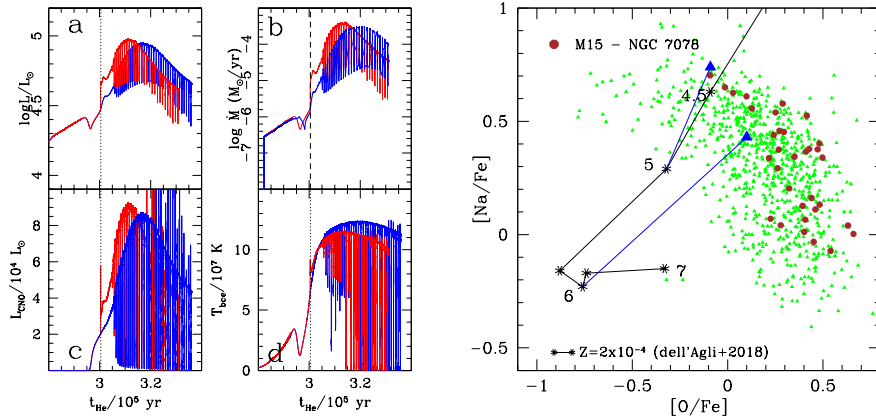 a
5
4.5
4
log L/L☉
b
−4
−5
−6
−7
log Ṁ (M☉/yr)
c
8
6
4
2
L_CNO/10⁴ L☉
3
3.2
t_He/10⁵ yr
d
15
10
5
0
T_bce/10⁷ K
3
3.2
t_He/10⁵ yr
1
0.5
0
−0.5
[Na/Fe]
M15 − NGC 7078
4.5
5
6
7
Z=2x10⁻⁴ (dell'Agli+2018)
−1
−0.5
0
0.5
[O/Fe]